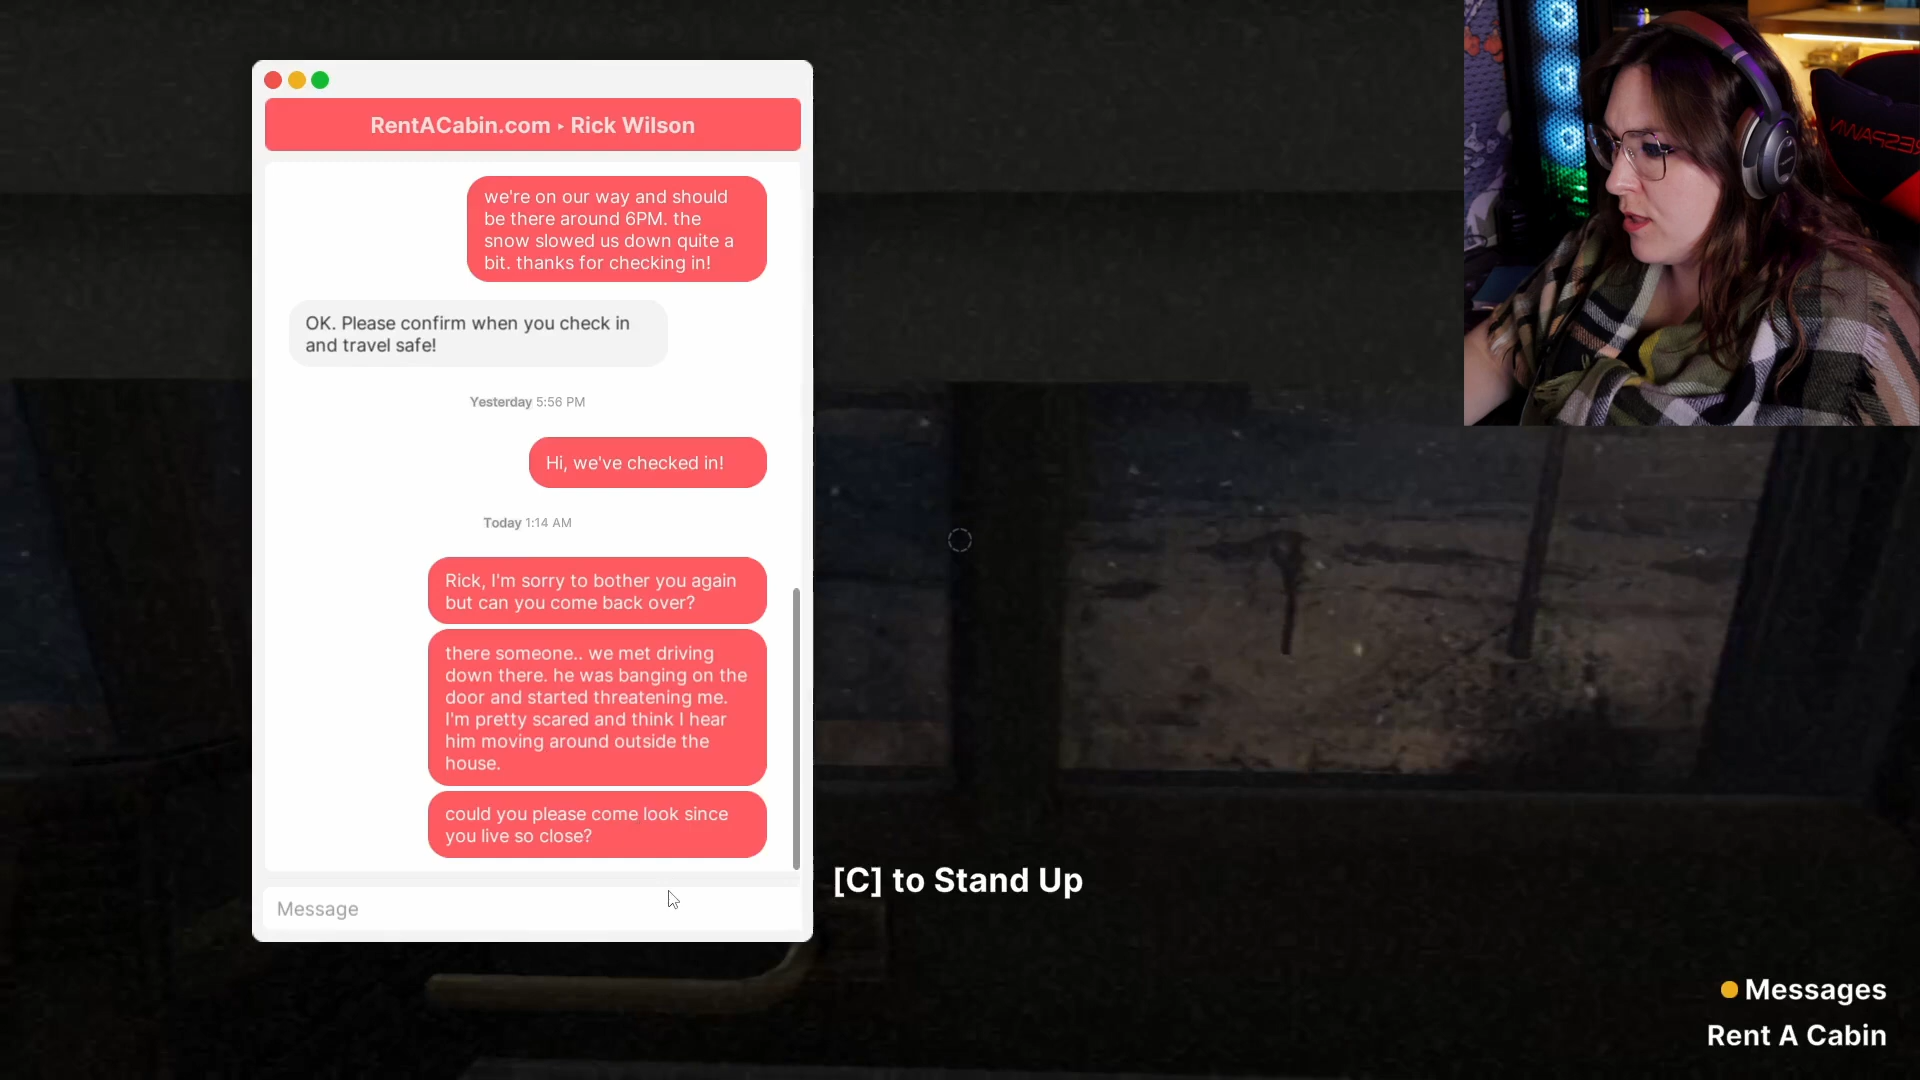 RentACabin.com ‣ Rick Wilson
we're on our way and should
be there around 6PM. the
snow slowed us down quite a
bit. thanks for checking in!
OK. Please confirm when you check in
and travel safe!
Yesterday 5:56 PM
Hi, we've checked in!
Today 1:14 AM
Rick, I'm sorry to bother you again
but can you come back over?
there someone.. we met driving
down there. he was banging on the
door and started threatening me.
I'm pretty scared and think I hear
him moving around outside the
house.
could you please come look since
you live so close?
Message
[C] to Stand Up
Messages
Rent A Cabin
RESPAWN